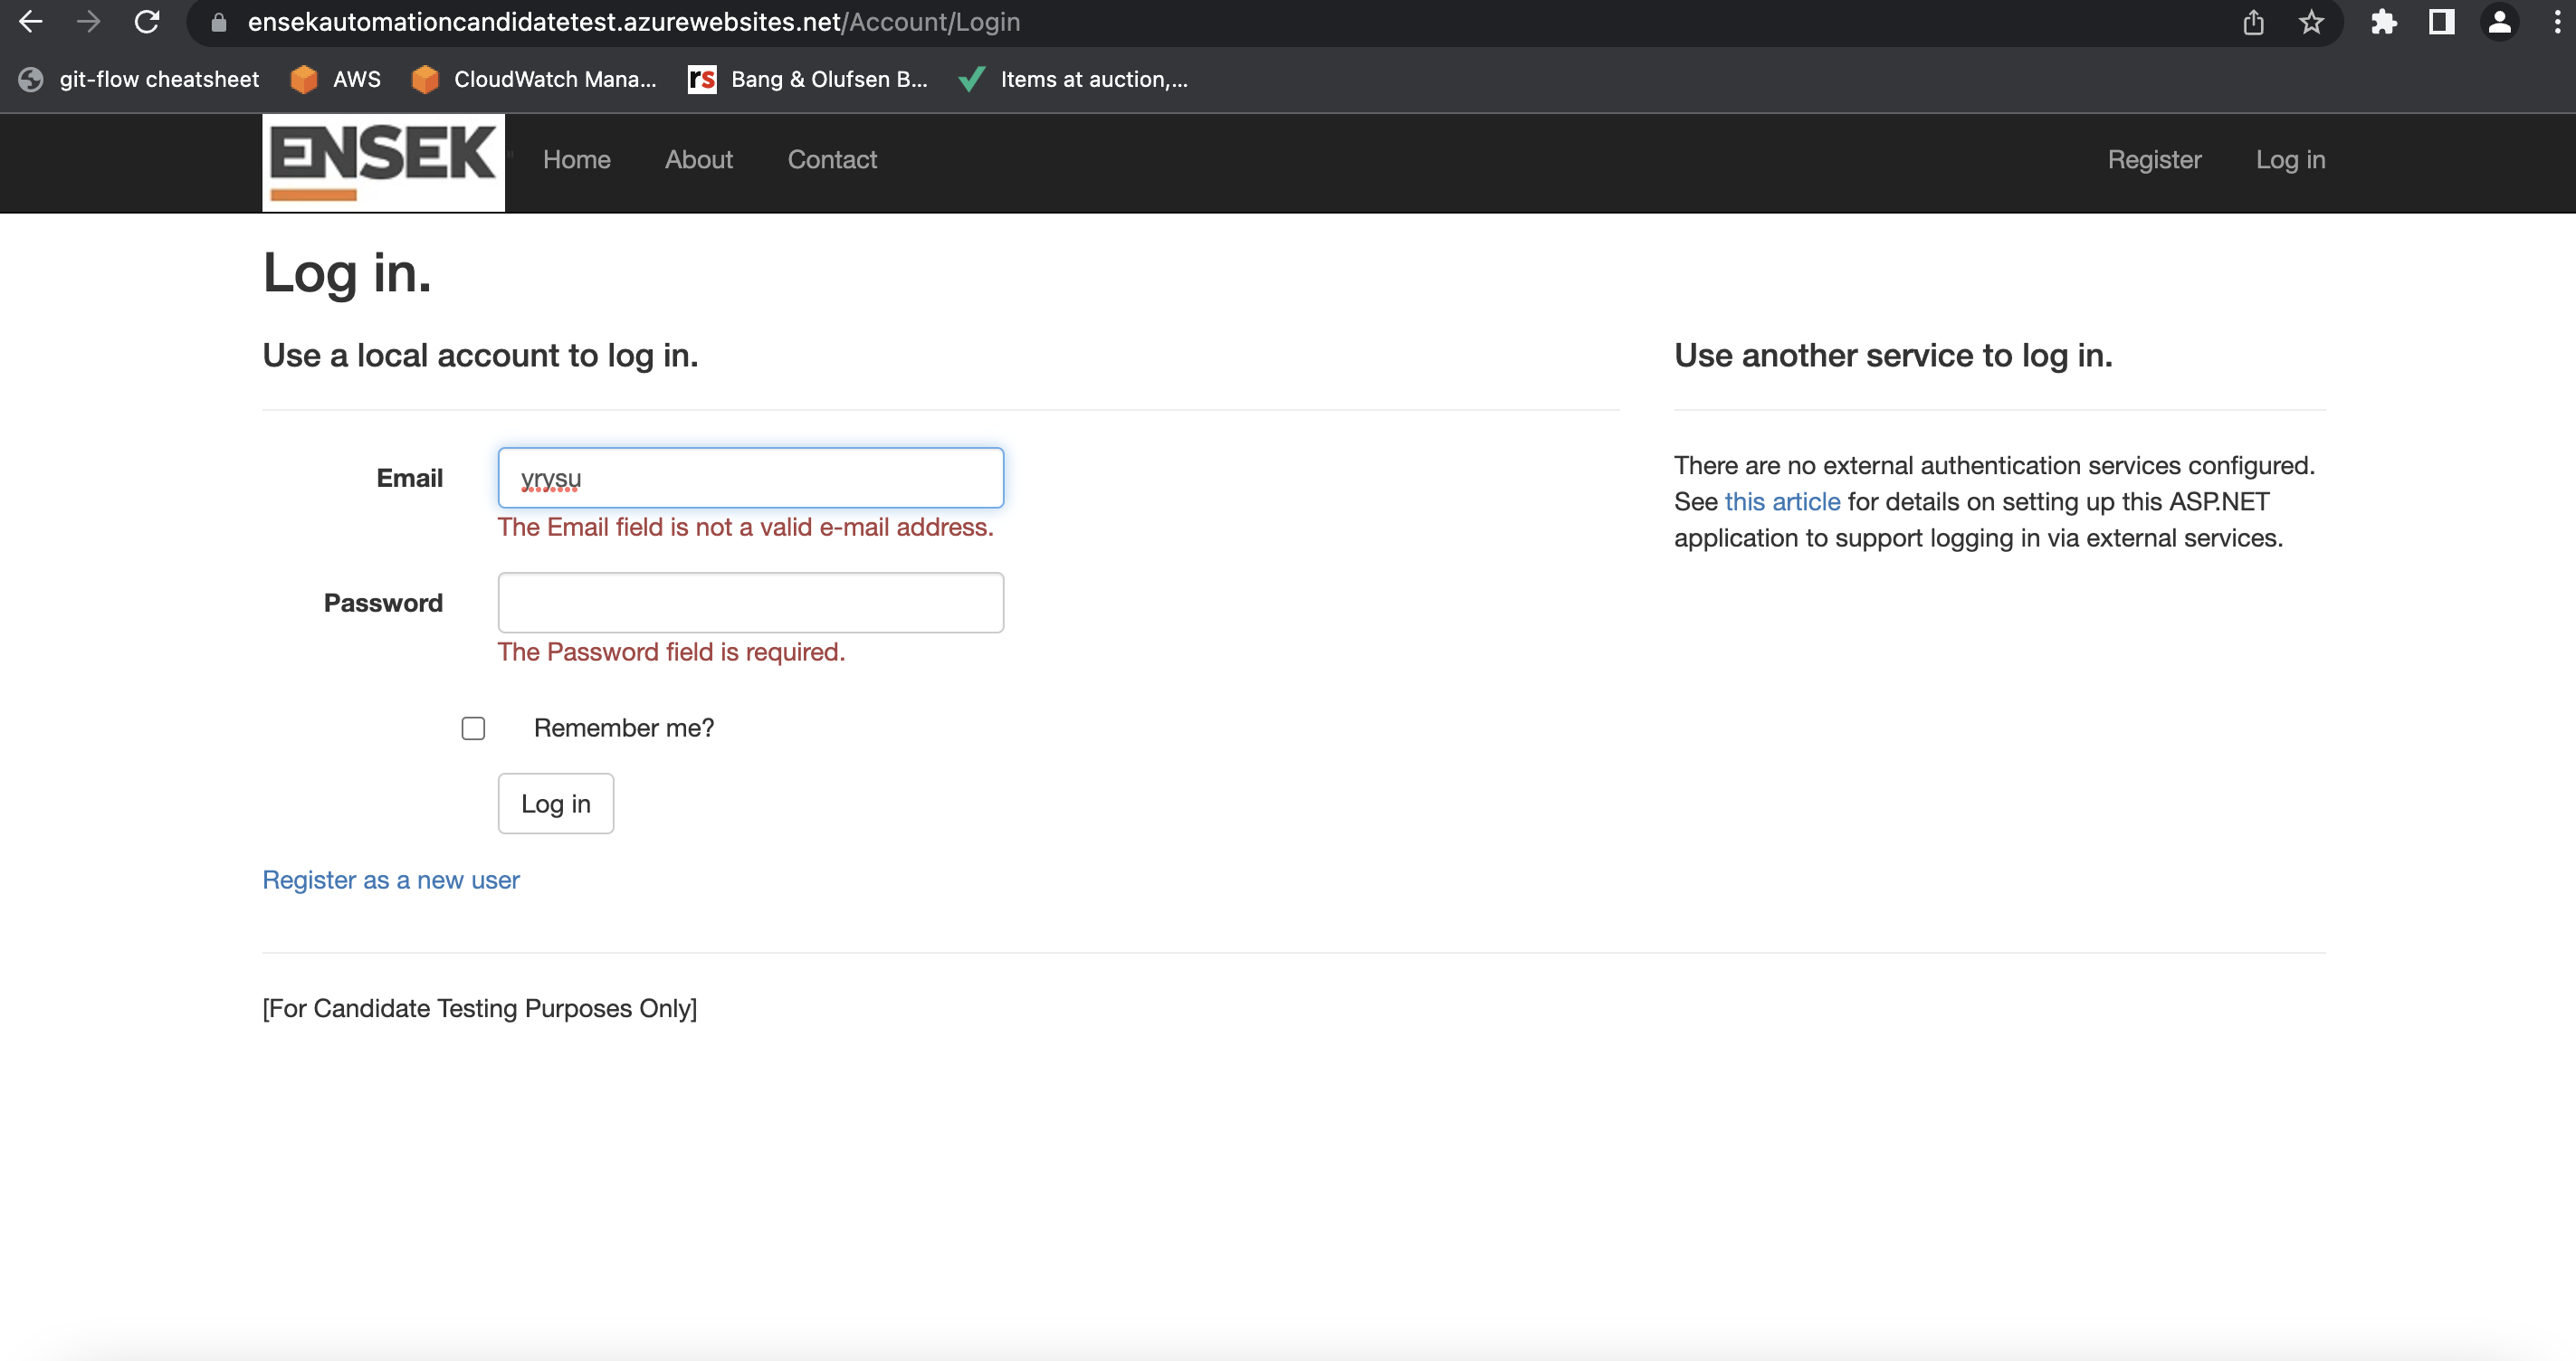 ensekautomationcandidatetest.azurewebsites.net/Account/Login
git-flow cheatsheet AWS CloudWatch Mana... rs Bang & Olufsen B... Items at auction,...
ENSEK " Home About Contact Register Log in
Log in.
Use a local account to log in.
Email yrysu
The Email field is not a valid e-mail address.
Password
The Password field is required.
Remember me?
Log in
Register as a new user
Use another service to log in.
There are no external authentication services configured.
See this article for details on setting up this ASP.NET
application to support logging in via external services.
[For Candidate Testing Purposes Only]